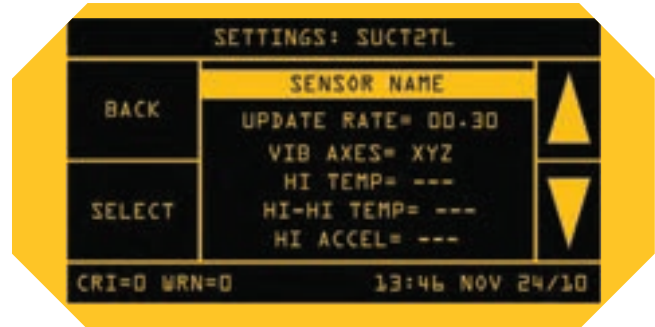 SETTINGS: SUCT2TL
SENSOR NAME
BACK
UPDATE RATE= 00.30
VIB AXES= XYZ
HI TEMP= ---
SELECT
HI-HI TEMP= ---
HI ACCEL= ---
CRI=0 WRN=0
13:46 NOV 24/10